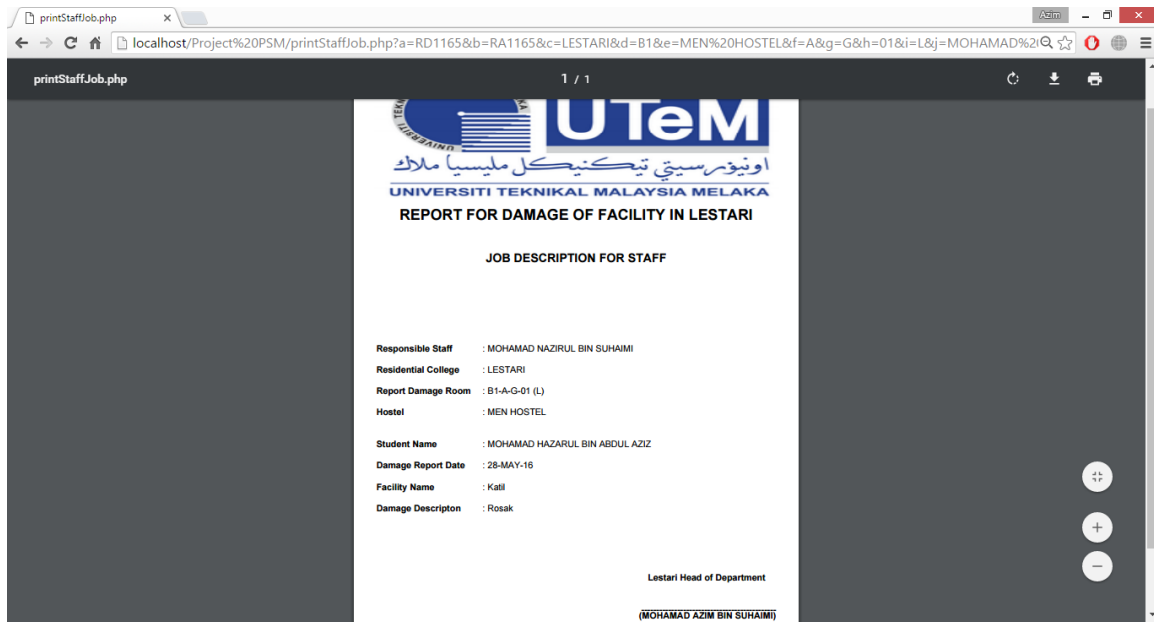 printStaffJob.php
Azim
localhost/Project%20PSM/printStaffJob.php?a=RD1165&b=RA1165&c=LESTARI&d=B1&e=MEN%20HOSTEL&f=A&g=G&h=01&i=L&j=MOHAMAD%2
printStaffJob.php
1 / 1
UTeM
اونيۏرسيتي تيكنيكل مليسيا ملاك
UNIVERSITI TEKNIKAL MALAYSIA MELAKA
REPORT FOR DAMAGE OF FACILITY IN LESTARI
JOB DESCRIPTION FOR STAFF
Responsible Staff : MOHAMAD NAZIRUL BIN SUHAIMI
Residential College : LESTARI
Report Damage Room : B1-A-G-01 (L)
Hostel : MEN HOSTEL
Student Name : MOHAMAD HAZARUL BIN ABDUL AZIZ
Damage Report Date : 28-MAY-16
Facility Name : Katil
Damage Descripton : Rosak
Lestari Head of Department
(MOHAMAD AZIM BIN SUHAIMI)